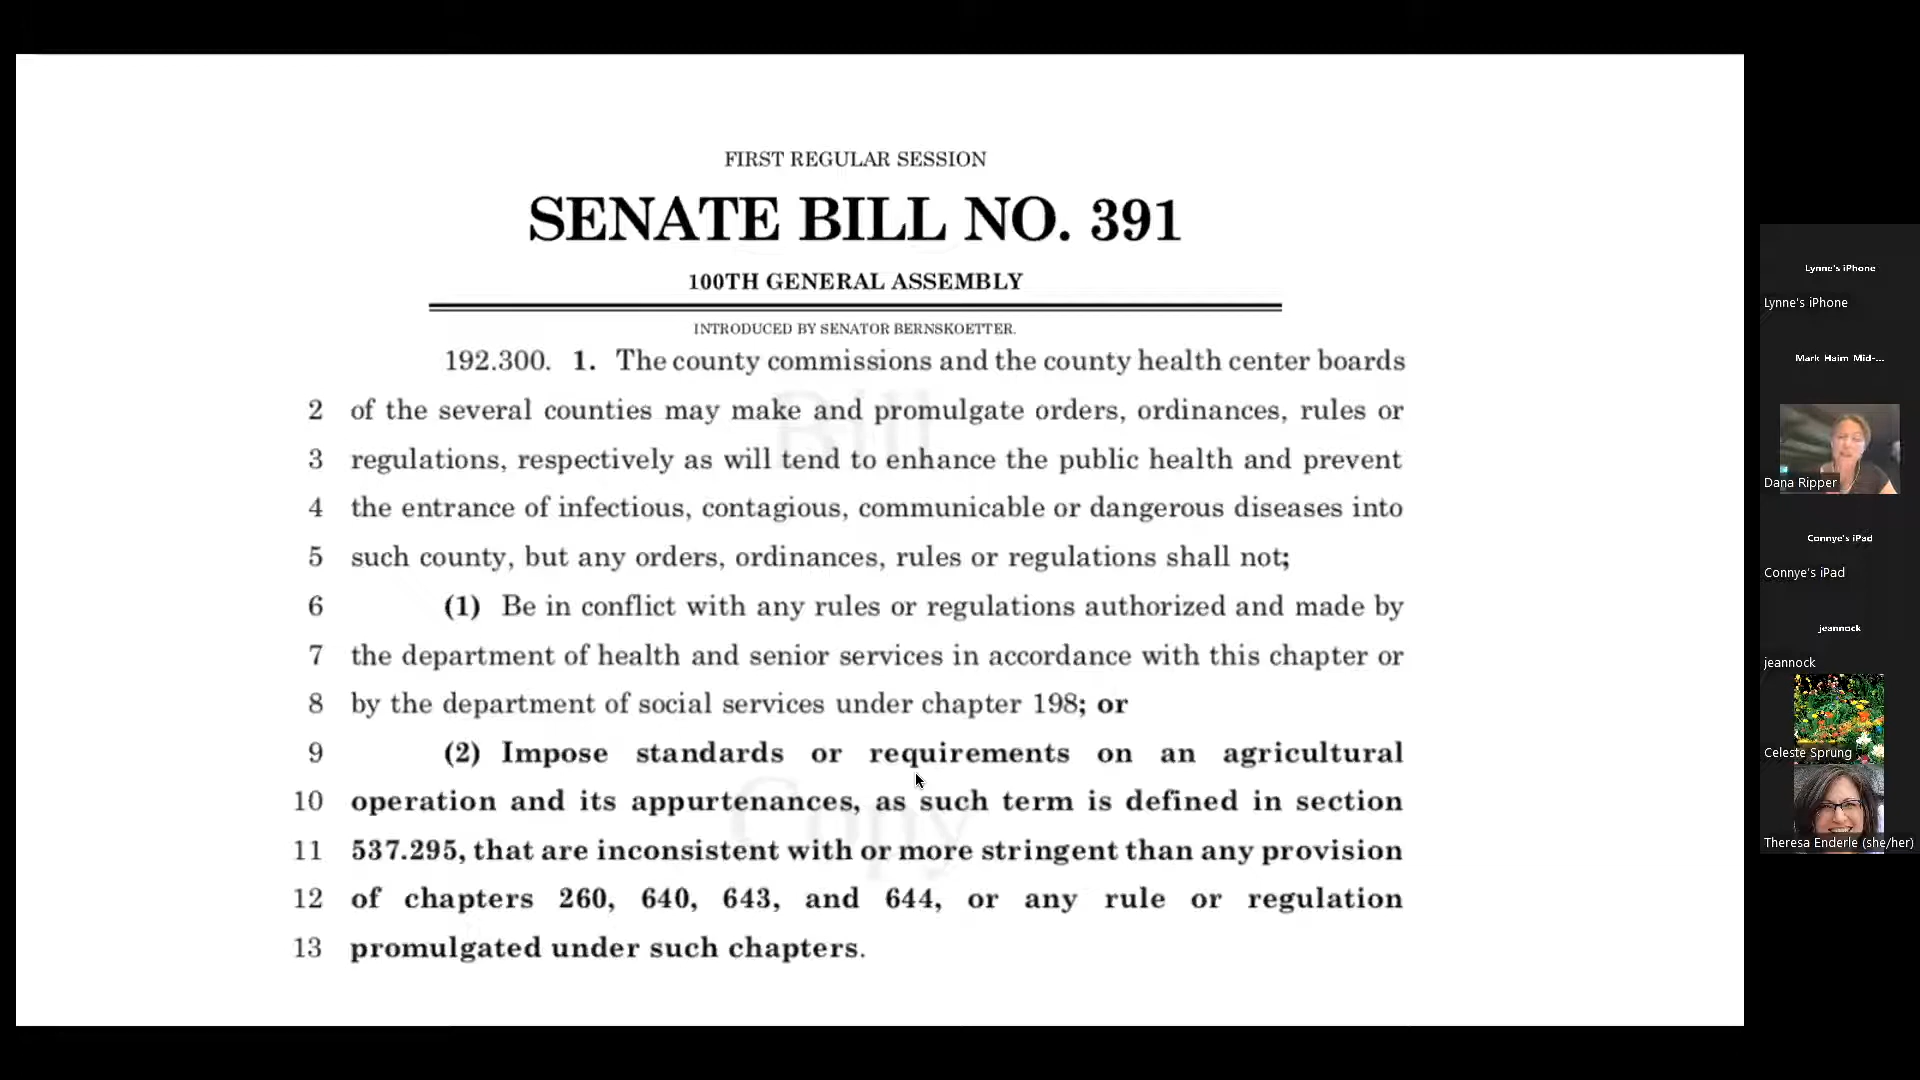 FIRST REGULAR SESSION
SENATE BILL NO. 391
100TH GENERAL ASSEMBLY
INTRODUCED BY SENATOR BERNSKOETTER.
192.300. 1. The county commissions and the county health center boards
2 of the several counties may make and promulgate orders, ordinances, rules or
3 regulations, respectively as will tend to enhance the public health and prevent
4 the entrance of infectious, contagious, communicable or dangerous diseases into
5 such county, but any orders, ordinances, rules or regulations shall not;
6 (1) Be in conflict with any rules or regulations authorized and made by
7 the department of health and senior services in accordance with this chapter or
8 by the department of social services under chapter 198; or
9 (2) Impose standards or requirements on an agricultural
10 operation and its appurtenances, as such term is defined in section
11 537.295, that are inconsistent with or more stringent than any provision
12 of chapters 260, 640, 643, and 644, or any rule or regulation
13 promulgated under such chapters.
Bill
Copy
Lynne's iPhone
Lynne's iPhone
Mark Haim Mid-...
Dana Ripper
Connye's iPad
Connye's iPad
jeannock
jeannock
Celeste Sprung
Theresa Enderle (she/her)